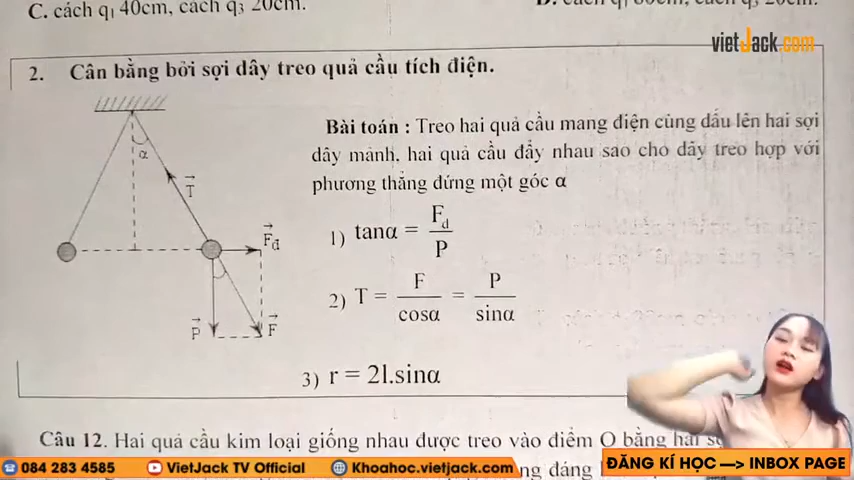 C. cách q₁ 40cm, cách q₃ 20cm.
vietJack.com
2. Cân bằng bởi sợi dây treo quả cầu tích điện.
Bài toán : Treo hai quả cầu mang điện cùng dấu lên hai sợi
dây mảnh. hai quả cầu đẩy nhau sao cho dây treo hợp với
phương thẳng đứng một góc α
α
T
Fđ
P
F
1) tanα = Fđ / P
2) T = F / cosα = P / sinα
3) r = 2l.sinα
Câu 12. Hai quả cầu kim loại giống nhau được treo vào điểm O bằng hai
084 283 4585
VietJack TV Official
Khoahoc.vietjack.com
ĐĂNG KÍ HỌC —> INBOX PAGE